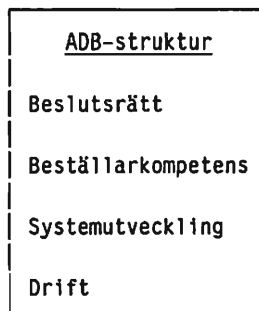 ADB-struktur
Beslutsrätt
Beställarkompetens
Systemutveckling
Drift